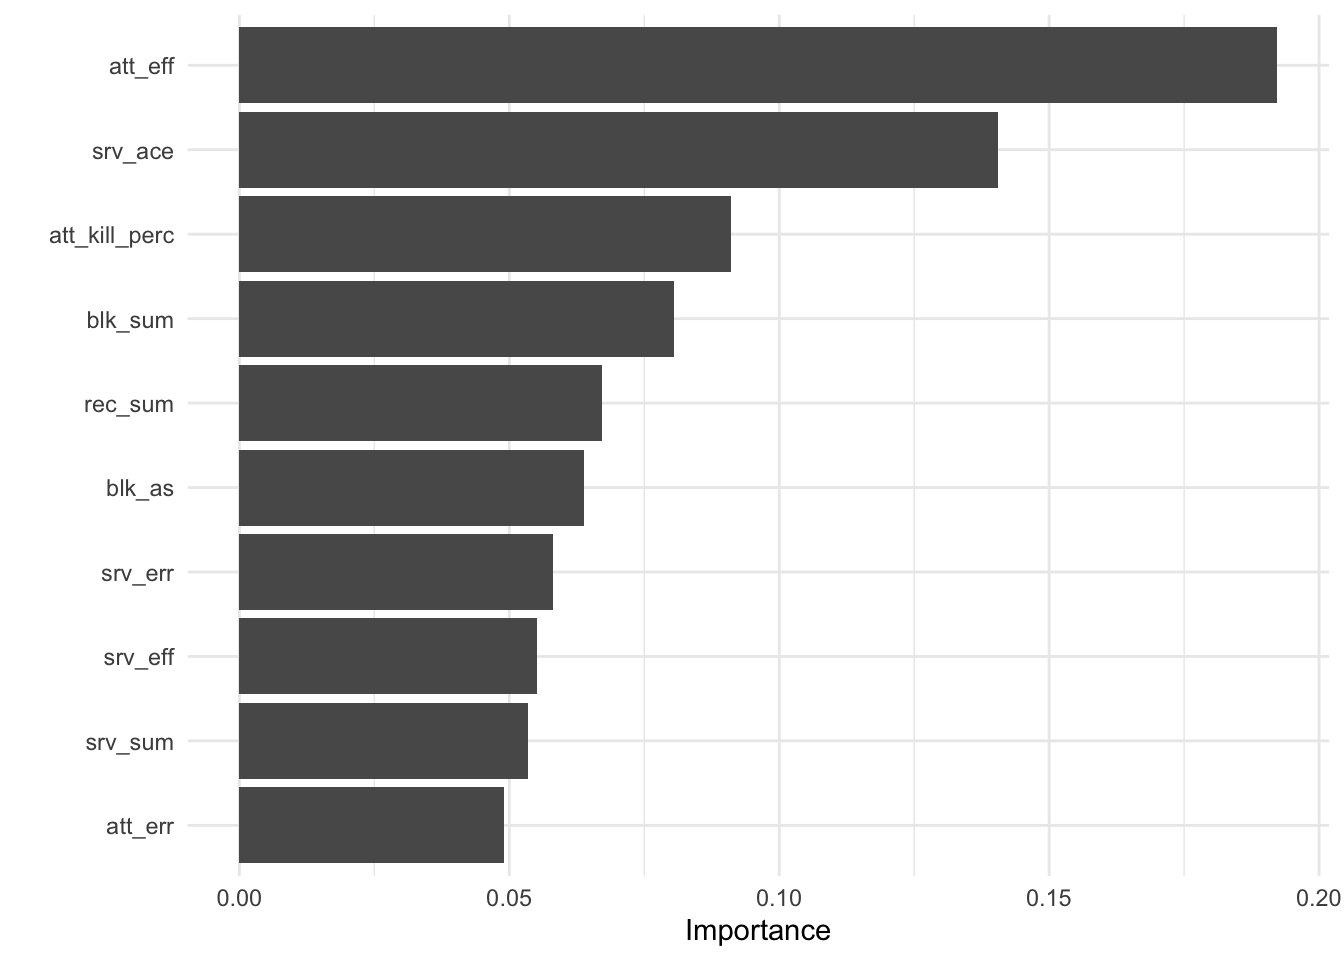 att_eff
srv_ace
att_kill_perc
blk_sum
rec_sum
blk_as
srv_err
srv_eff
srv_sum
att_err
0.00 0.05 0.10 0.15 0.20
Importance